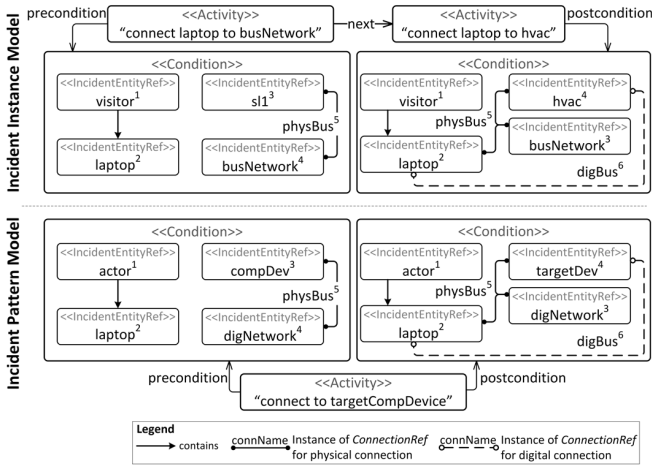 Incident Instance Model
precondition
<<Activity>>
“connect laptop to busNetwork”
next
<<Activity>>
“connect laptop to hvac”
postcondition
<<Condition>>
<<IncidentEntityRef>>
visitor1
<<IncidentEntityRef>>
sl13
physBus5
<<IncidentEntityRef>>
laptop2
<<IncidentEntityRef>>
busNetwork4
<<Condition>>
<<IncidentEntityRef>>
visitor1
<<IncidentEntityRef>>
hvac4
physBus5
<<IncidentEntityRef>>
busNetwork3
<<IncidentEntityRef>>
laptop2
digBus6
Incident Pattern Model
<<Condition>>
<<IncidentEntityRef>>
actor1
<<IncidentEntityRef>>
compDev3
physBus5
<<IncidentEntityRef>>
laptop2
<<IncidentEntityRef>>
digNetwork4
<<Condition>>
<<IncidentEntityRef>>
actor1
<<IncidentEntityRef>>
targetDev4
physBus5
<<IncidentEntityRef>>
digNetwork3
<<IncidentEntityRef>>
laptop2
digBus6
precondition
<<Activity>>
“connect to targetCompDevice”
postcondition
Legend
contains
connName Instance of ConnectionRef
for physical connection
connName Instance of ConnectionRef
for digital connection